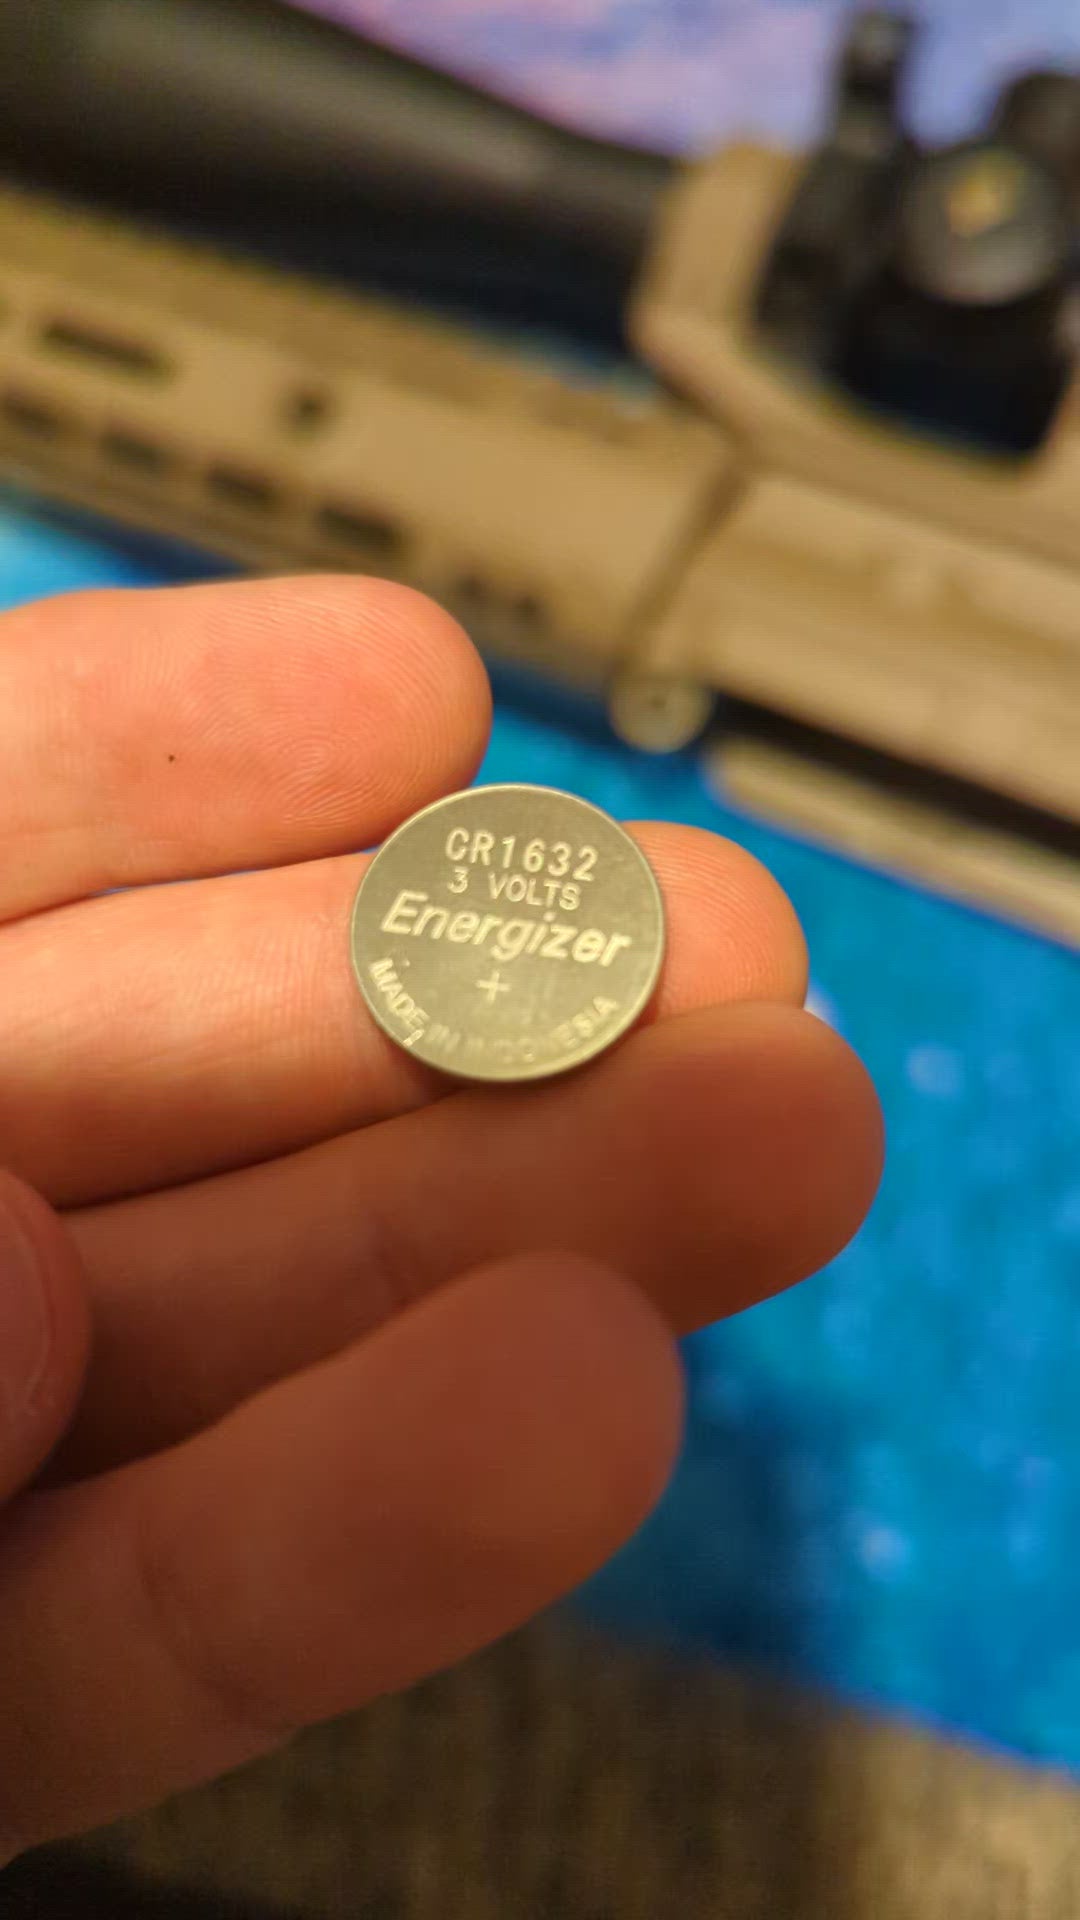 CR1632
3 VOLTS
Energizer
+
MADE IN INDONESIA